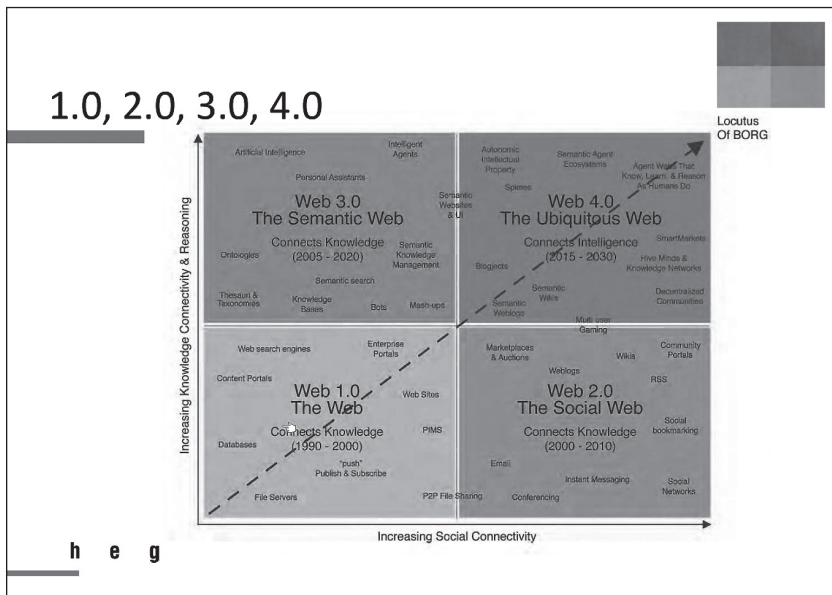 1.0, 2.0, 3.0, 4.0
Locutus
Of BORG
Increasing Knowledge Connectivity & Reasoning
Artificial Intelligence
Intelligent
Agents
Personal Assistants
Web 3.0
The Semantic Web
Connects Knowledge
(2005 - 2020)
Ontologies
Semantic
Knowledge
Management
Semantic search
Thesauri &
Taxonomies
Knowledge
Bases
Bots
Mash-ups
Semantic
Websites
& UI
Autonomic
Intellectual
Property
Semantic Agent
Ecosystems
Spimes
Agent Webs That
Know, Learn, & Reason
As Humans Do
Web 4.0
The Ubiquitous Web
Connects Intelligence
(2015 - 2030)
SmartMarkets
Blogjects
Hive Minds &
Knowledge Networks
Semantic
Wikis
Semantic
Weblogs
Decentralized
Communities
Multi user
Gaming
Web search engines
Enterprise
Portals
Content Portals
Web 1.0
The Web
Web Sites
Connects Knowledge
(1990 - 2000)
PIMS
Databases
"push"
Publish & Subscribe
File Servers
P2P File Sharing
Marketplaces
& Auctions
Wikis
Community
Portals
Weblogs
RSS
Web 2.0
The Social Web
Connects Knowledge
(2000 - 2010)
Social
bookmarking
Email
Instant Messaging
Social
Networks
Conferencing
Increasing Social Connectivity
h e g